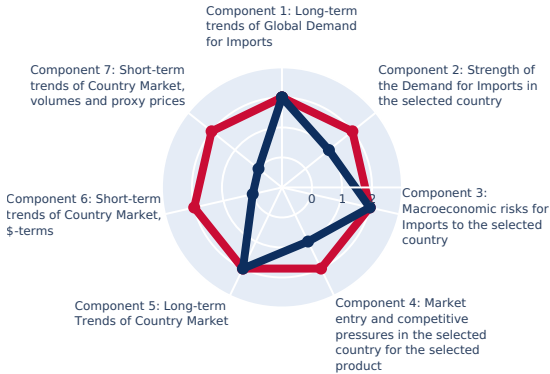 Component 1: Long-term
trends of Global Demand
for Imports
Component 2: Strength of
the Demand for Imports in
the selected country
Component 3:
Macroeconomic risks for
Imports to the selected
country
Component 4: Market
entry and competitive
pressures in the selected
country for the selected
product
Component 5: Long-term
Trends of Country Market
Component 6: Short-term
trends of Country Market,
$-terms
Component 7: Short-term
trends of Country Market,
volumes and proxy prices
0 1 2